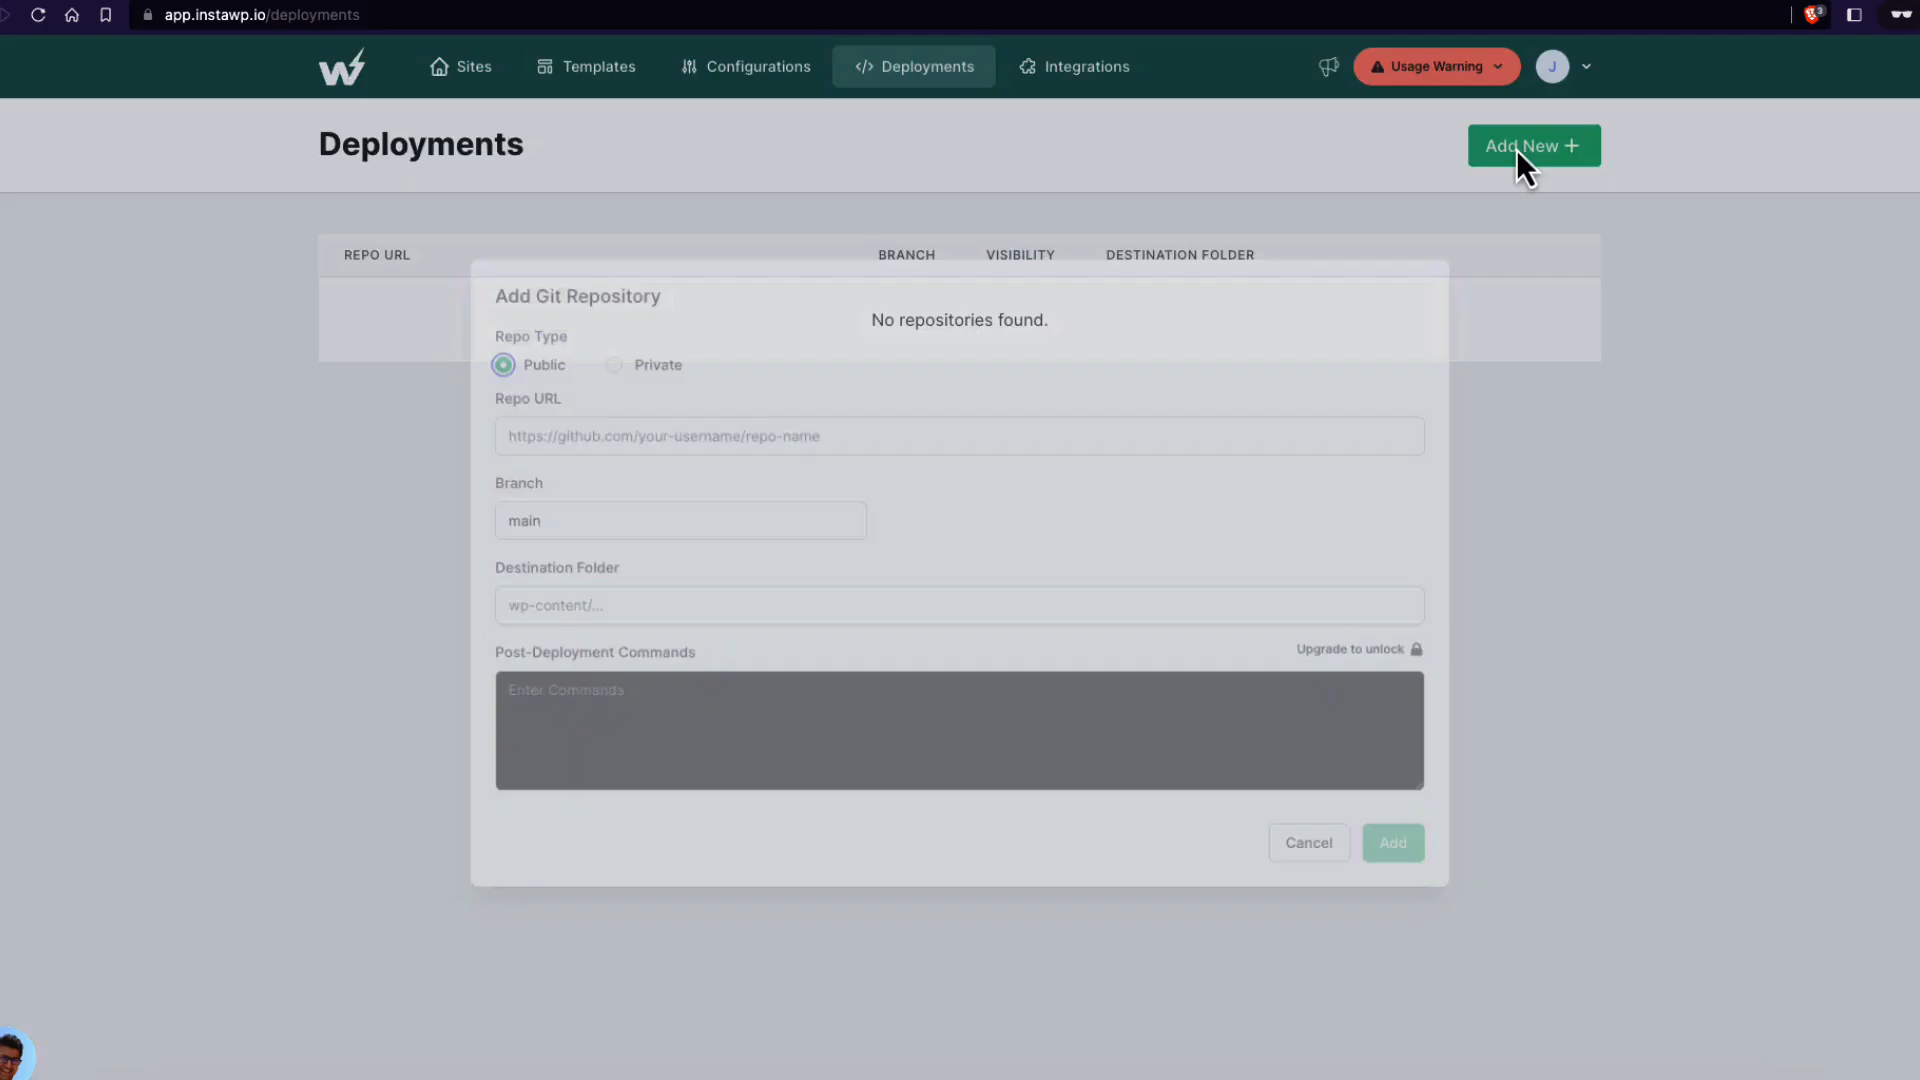 app.instawp.io/deployments
3
Sites
Templates
Configurations
</> Deployments
Integrations
Usage Warning
J
Deployments
Add New +
REPO URL
BRANCH
VISIBILITY
DESTINATION FOLDER
Add Git Repository
No repositories found.
Repo Type
Public
Private
Repo URL
https://github.com/your-username/repo-name
Branch
main
Destination Folder
wp-content/...
Post-Deployment Commands
Upgrade to unlock
Enter Commands
Cancel
Add